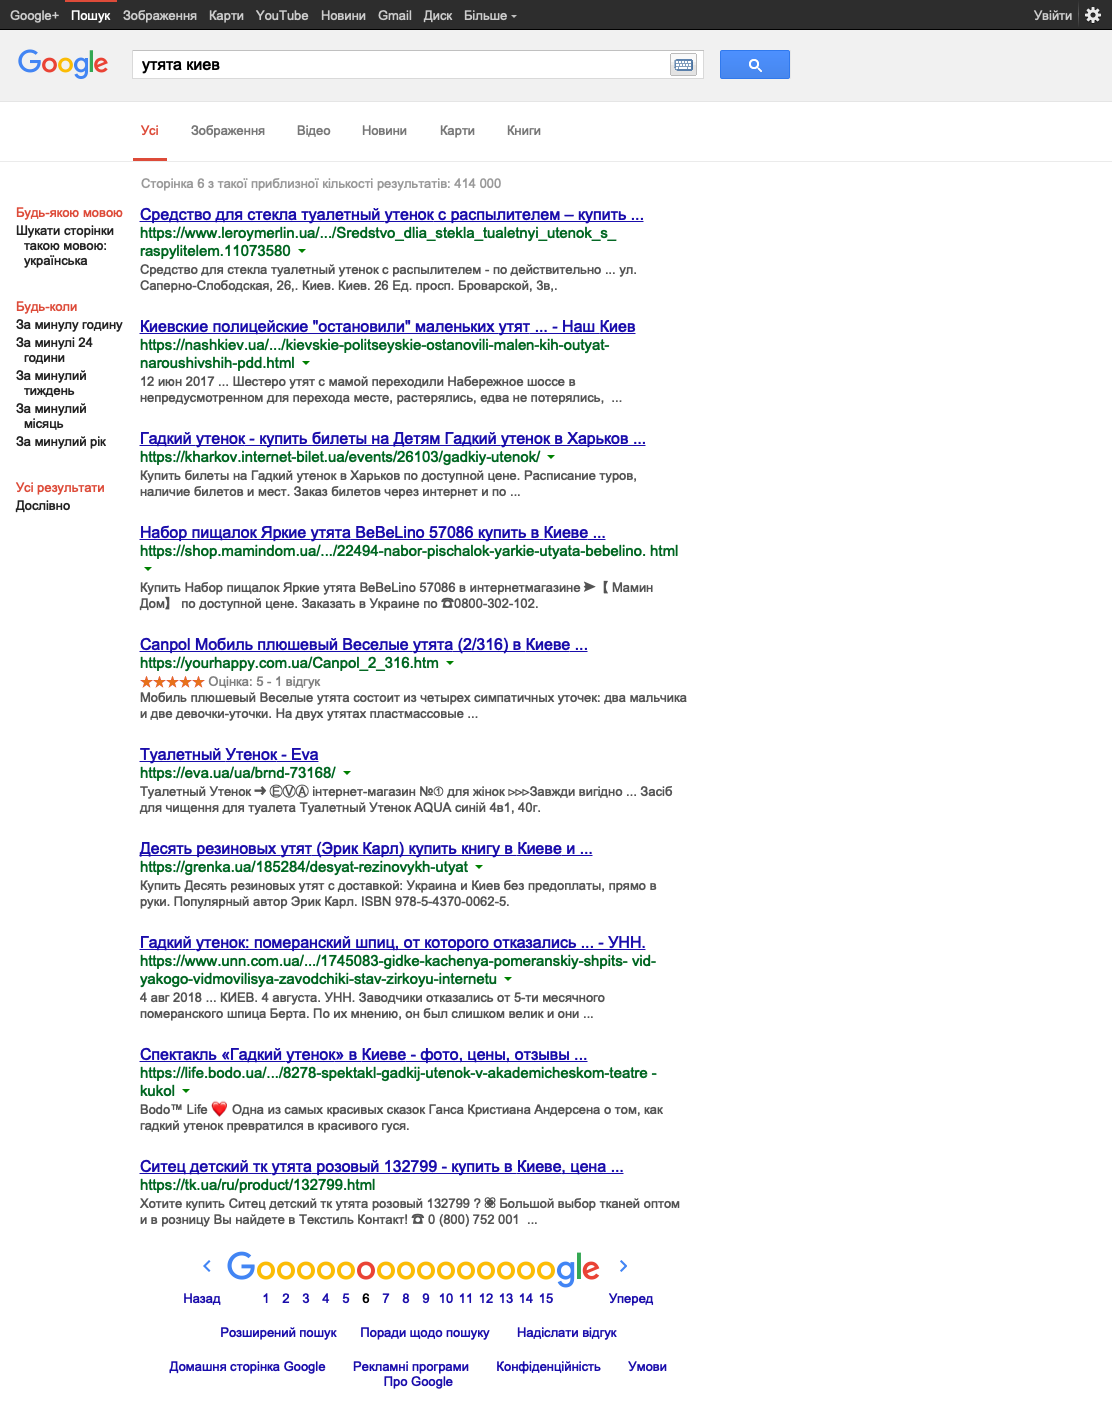 Google+ Пошук Зображення Карти YouTube Новини Gmail Диск Більше Увійти
Google утята киев
Усі Зображення Відео Новини Карти Книги
Сторінка 6 з такої приблизної кількості результатів: 414 000
Будь-якою мовою
Шукати сторінки
такою мовою:
українська
Будь-коли
За минулу годину
За минулі 24
години
За минулий
тиждень
За минулий
місяць
За минулий рік
Усі результати
Дослівно
Средство для стекла туалетный утенок с распылителем – купить ...
https://www.leroymerlin.ua/.../Sredstvo_dlia_stekla_tualetnyi_utenok_s_
raspylitelem.11073580
Средство для стекла туалетный утенок с распылителем - по действительно ... ул.
Саперно-Слободская, 26,. Киев. Киев. 26 Ед. просп. Броварской, 3в,.
Киевские полицейские "остановили" маленьких утят ... - Наш Киев
https://nashkiev.ua/.../kievskie-politseyskie-ostanovili-malen-kih-outyat-
naroushivshih-pdd.html
12 июн 2017 ... Шестеро утят с мамой переходили Набережное шоссе в
непредусмотренном для перехода месте, растерялись, едва не потерялись, ...
Гадкий утенок - купить билеты на Детям Гадкий утенок в Харьков ...
https://kharkov.internet-bilet.ua/events/26103/gadkiy-utenok/
Купить билеты на Гадкий утенок в Харьков по доступной цене. Расписание туров,
наличие билетов и мест. Заказ билетов через интернет и по ...
Набор пищалок Яркие утята BeBeLino 57086 купить в Киеве ...
https://shop.mamindom.ua/.../22494-nabor-pischalok-yarkie-utyata-bebelino. html
Купить Набор пищалок Яркие утята BeBeLino 57086 в интернетмагазине ➤【 Мамин
Дом】 по доступной цене. Заказать в Украине по ☎0800-302-102.
Canpol Мобиль плюшевый Веселые утята (2/316) в Киеве ...
https://yourhappy.com.ua/Canpol_2_316.htm
★★★★★ Оцінка: 5 - 1 відгук
Мобиль плюшевый Веселые утята состоит из четырех симпатичных уточек: два мальчика
и две девочки-уточки. На двух утятах пластмассовые ...
Туалетный Утенок - Eva
https://eva.ua/ua/brnd-73168/
Туалетный Утенок ➜ ⒺⓋⒶ інтернет-магазин №① для жінок ▹▹▹Завжди вигідно ... Засіб
для чищення для туалета Туалетный Утенок AQUA синій 4в1, 40г.
Десять резиновых утят (Эрик Карл) купить книгу в Киеве и ...
https://grenka.ua/185284/desyat-rezinovykh-utyat
Купить Десять резиновых утят с доставкой: Украина и Киев без предоплаты, прямо в
руки. Популярный автор Эрик Карл. ISBN 978-5-4370-0062-5.
Гадкий утенок: померанский шпиц, от которого отказались ... - УНН.
https://www.unn.com.ua/.../1745083-gidke-kachenya-pomeranskiy-shpits- vid-
yakogo-vidmovilisya-zavodchiki-stav-zirkoyu-internetu
4 авг 2018 ... КИЕВ. 4 августа. УНН. Заводчики отказались от 5-ти месячного
померанского шпица Берта. По их мнению, он был слишком велик и они ...
Спектакль «Гадкий утенок» в Киеве - фото, цены, отзывы ...
https://life.bodo.ua/.../8278-spektakl-gadkij-utenok-v-akademicheskom-teatre -
kukol
Bodo™ Life ❤ Одна из самых красивых сказок Ганса Кристиана Андерсена о том, как
гадкий утенок превратился в красивого гуся.
Ситец детский тк утята розовый 132799 - купить в Киеве, цена ...
https://tk.ua/ru/product/132799.html
Хотите купить Ситец детский тк утята розовый 132799 ? 🏵 Большой выбор тканей оптом
и в розницу Вы найдете в Текстиль Контакт! ☎ 0 (800) 752 001 ...
Goooooooooooooogle
Назад 1 2 3 4 5 6 7 8 9 10 11 12 13 14 15 Уперед
Розширений пошук Поради щодо пошуку Надіслати відгук
Домашня сторінка Google Рекламні програми Конфіденційність Умови
Про Google